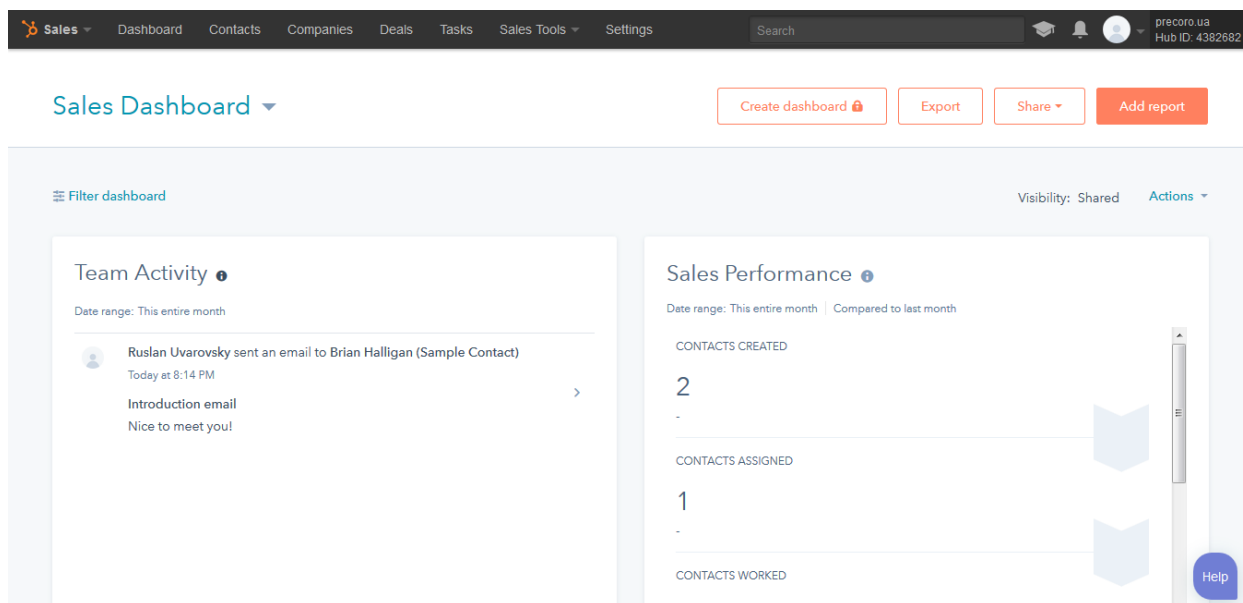 Sales Dashboard Contacts Companies Deals Tasks Sales Tools Settings Search precoro.ua
Hub ID: 4382682
Sales Dashboard Create dashboard Export Share Add report
Filter dashboard Visibility: Shared Actions
Team Activity
Date range: This entire month
Ruslan Uvarovsky sent an email to Brian Halligan (Sample Contact)
Today at 8:14 PM
Introduction email
Nice to meet you!
Sales Performance
Date range: This entire month Compared to last month
CONTACTS CREATED
2
-
CONTACTS ASSIGNED
1
-
CONTACTS WORKED
Help